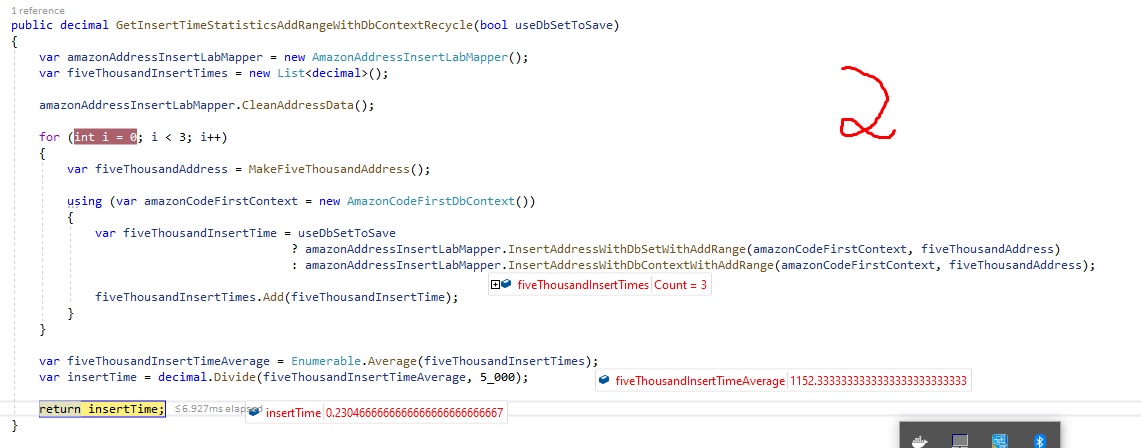 1 reference
public decimal GetInsertTimeStatisticsAddRangeWithDbContextRecycle(bool useDbSetToSave)
{
var amazonAddressInsertLabMapper = new AmazonAddressInsertLabMapper();
var fiveThousandInsertTimes = new List<decimal>();
2
amazonAddressInsertLabMapper.CleanAddressData();
for (int i = 0; i < 3; i++)
{
var fiveThousandAddress = MakeFiveThousandAddress();
using (var amazonCodeFirstContext = new AmazonCodeFirstDbContext())
{
var fiveThousandInsertTime = useDbSetToSave
? amazonAddressInsertLabMapper.InsertAddressWithDbSetWithAddRange(amazonCodeFirstContext, fiveThousandAddress)
: amazonAddressInsertLabMapper.InsertAddressWithDbContextWithAddRange(amazonCodeFirstContext, fiveThousandAddress);
fiveThousandInsertTimes Count = 3
fiveThousandInsertTimes.Add(fiveThousandInsertTime);
}
}
var fiveThousandInsertTimeAverage = Enumerable.Average(fiveThousandInsertTimes);
var insertTime = decimal.Divide(fiveThousandInsertTimeAverage, 5_000);
fiveThousandInsertTimeAverage 1152.3333333333333333333333333
return insertTime; ≤6.927ms elapsed
insertTime 0.2304666666666666666666666667
}